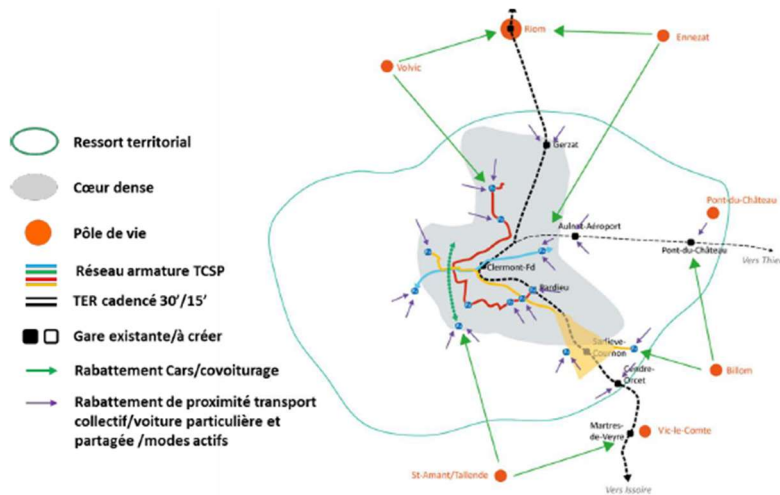 Riom
Ennezat
Volvic
Ressort territorial
Gerzat
Cœur dense
Pôle de vie
Pont-du-Château
Aulnat-Aéroport
Pont-du-Château
Réseau armature TCSP
Clermont-Fd
TER cadencé 30'/15'
Gare existante/à créer
Sarlieve-
Cournon
Rabattement Cars/covoiturage
Billom
Cendre-
Orcet
Rabattement de proximité transport
collectif/voiture particulière et
partagée /modes actifs
Martres-
de-Veyre
Vic-le-Comte
St-Amant/Tallende
Vers Issoire